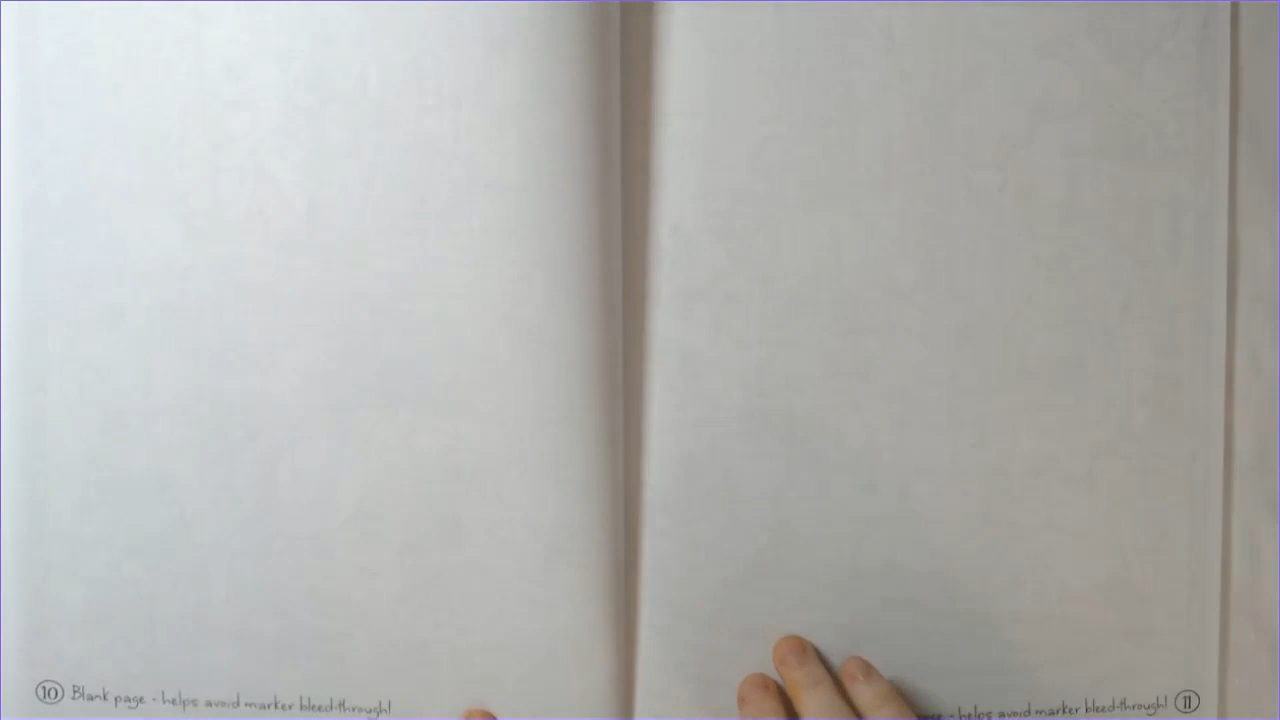 10 Blank page - helps avoid marker bleed-through!
- helps avoid marker bleed-through! 11